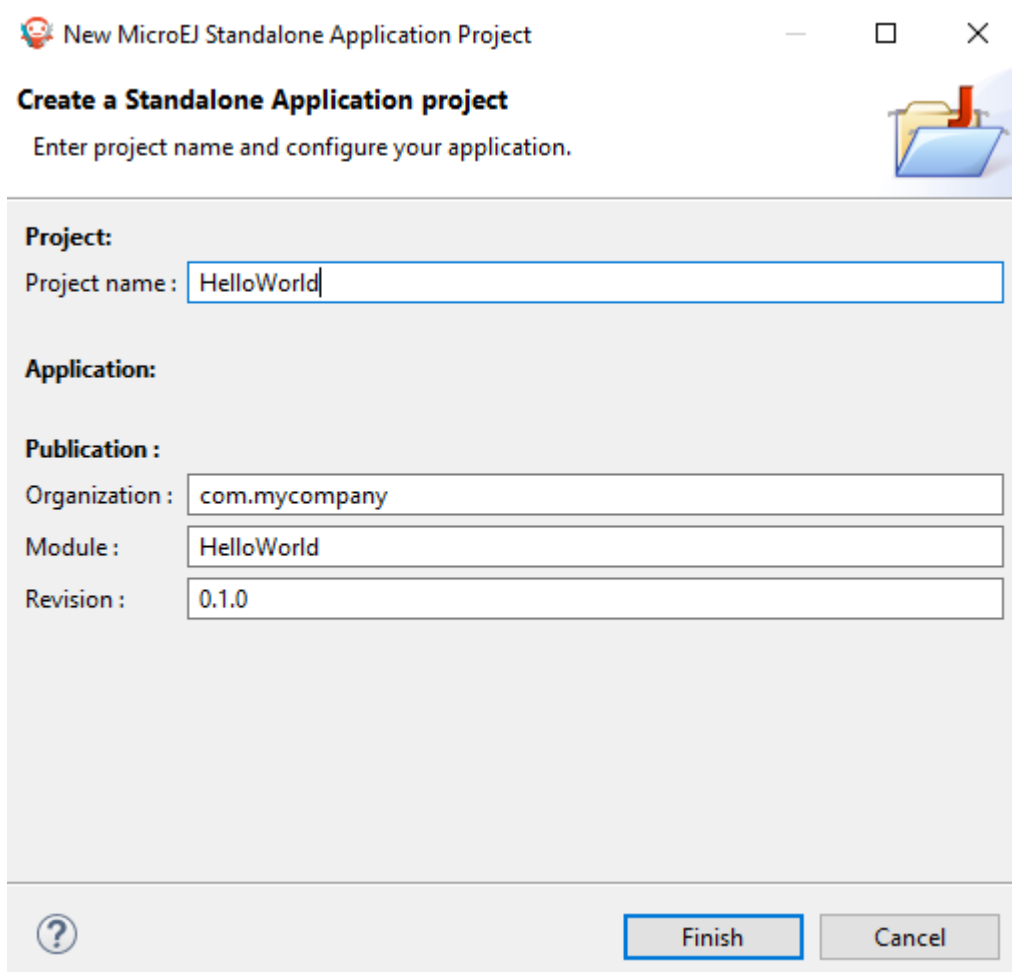 New MicroEJ Standalone Application Project
Create a Standalone Application project
Enter project name and configure your application.
Project:
Project name : HelloWorld
Application:
Publication :
Organization : com.mycompany
Module : HelloWorld
Revision : 0.1.0
Finish Cancel